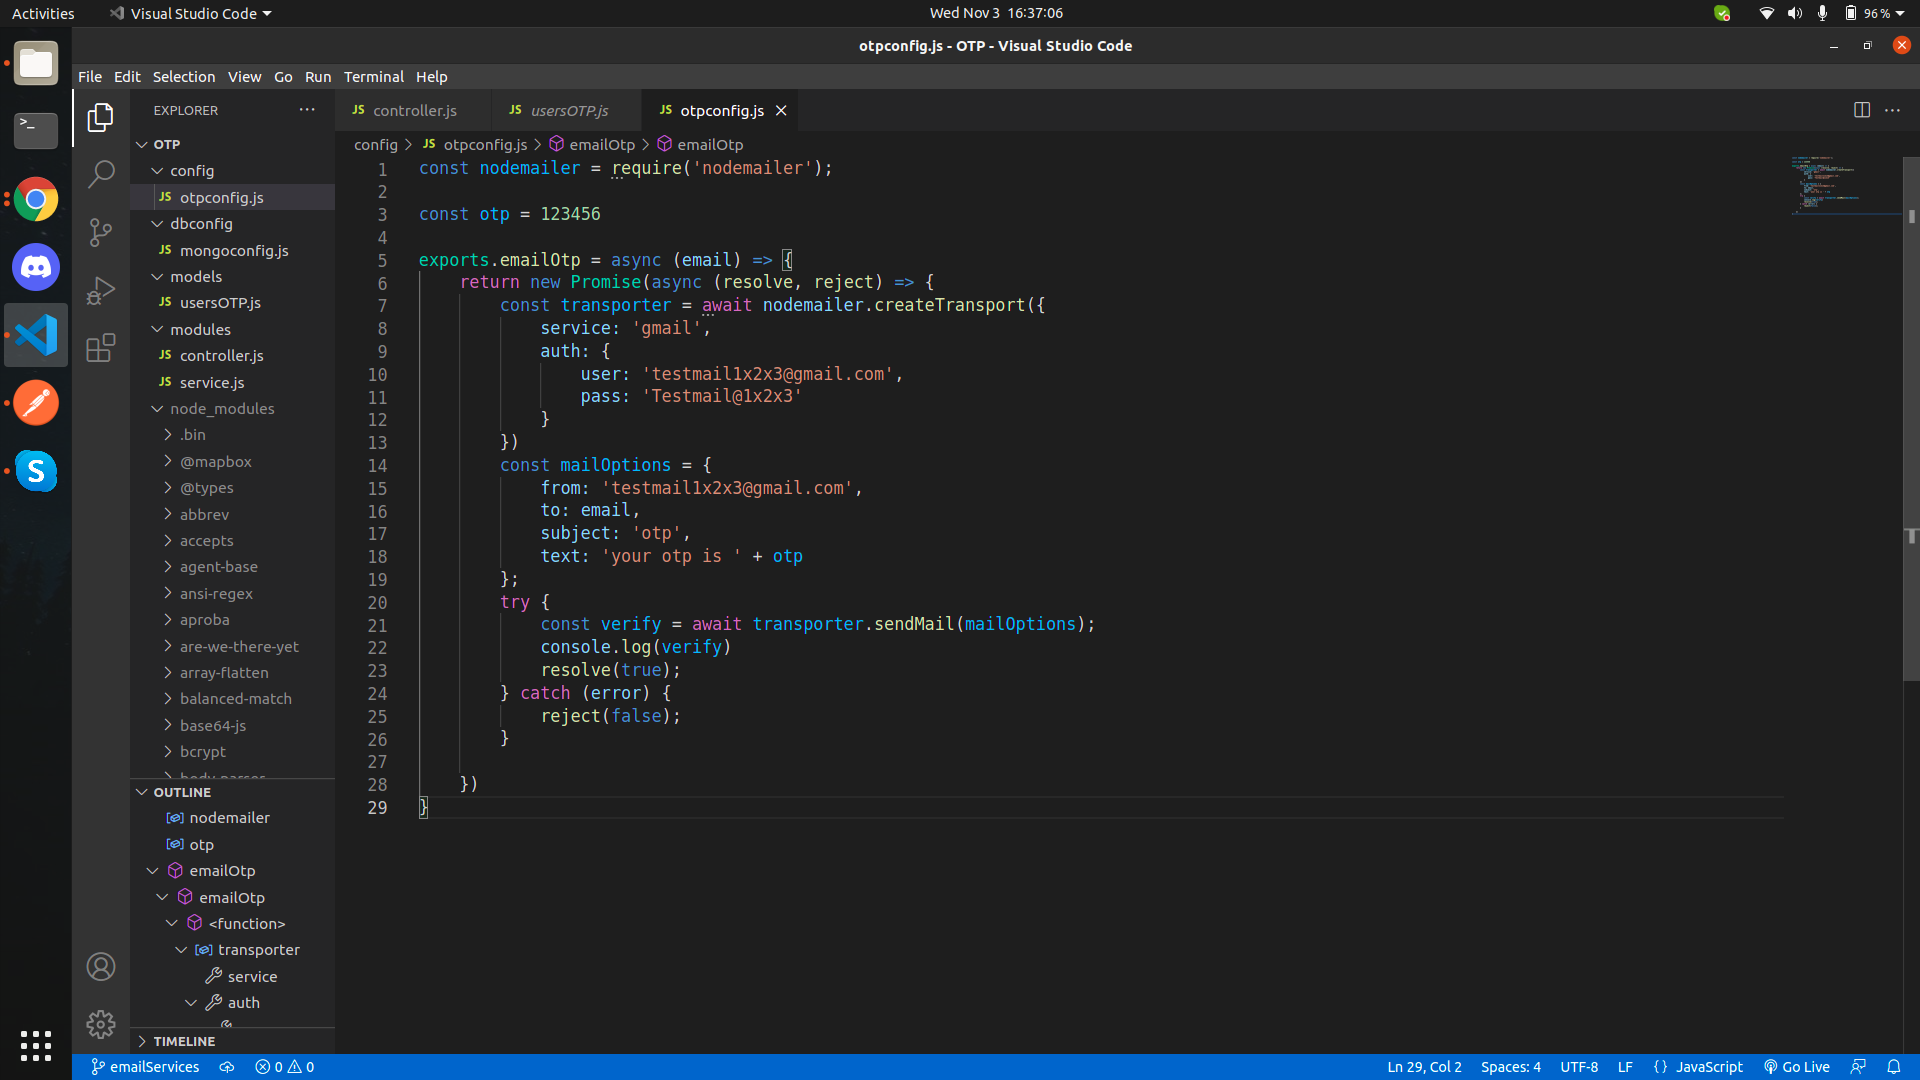 Activities
Visual Studio Code
Wed Nov 3 16:37:06
96 %
otpconfig.js - OTP - Visual Studio Code
File Edit Selection View Go Run Terminal Help
EXPLORER
OTP
config
JS otpconfig.js
dbconfig
JS mongoconfig.js
models
JS usersOTP.js
modules
JS controller.js
JS service.js
node_modules
.bin
@mapbox
@types
abbrev
accepts
agent-base
ansi-regex
aproba
are-we-there-yet
array-flatten
balanced-match
base64-js
bcrypt
body-parser
OUTLINE
nodemailer
otp
emailOtp
emailOtp
<function>
transporter
service
auth
TIMELINE
JS controller.js
JS usersOTP.js
JS otpconfig.js
config > JS otpconfig.js > emailOtp > emailOtp
1 const nodemailer = require('nodemailer');
2
3 const otp = 123456
4
5 exports.emailOtp = async (email) => {
6 return new Promise(async (resolve, reject) => {
7 const transporter = await nodemailer.createTransport({
8 service: 'gmail',
9 auth: {
10 user: 'testmail1x2x3@gmail.com',
11 pass: 'Testmail@1x2x3'
12 }
13 })
14 const mailOptions = {
15 from: 'testmail1x2x3@gmail.com',
16 to: email,
17 subject: 'otp',
18 text: 'your otp is ' + otp
19 };
20 try {
21 const verify = await transporter.sendMail(mailOptions);
22 console.log(verify)
23 resolve(true);
24 } catch (error) {
25 reject(false);
26 }
27
28 })
29 }
emailServices
0
0
Ln 29, Col 2
Spaces: 4
UTF-8
LF
{ } JavaScript
Go Live